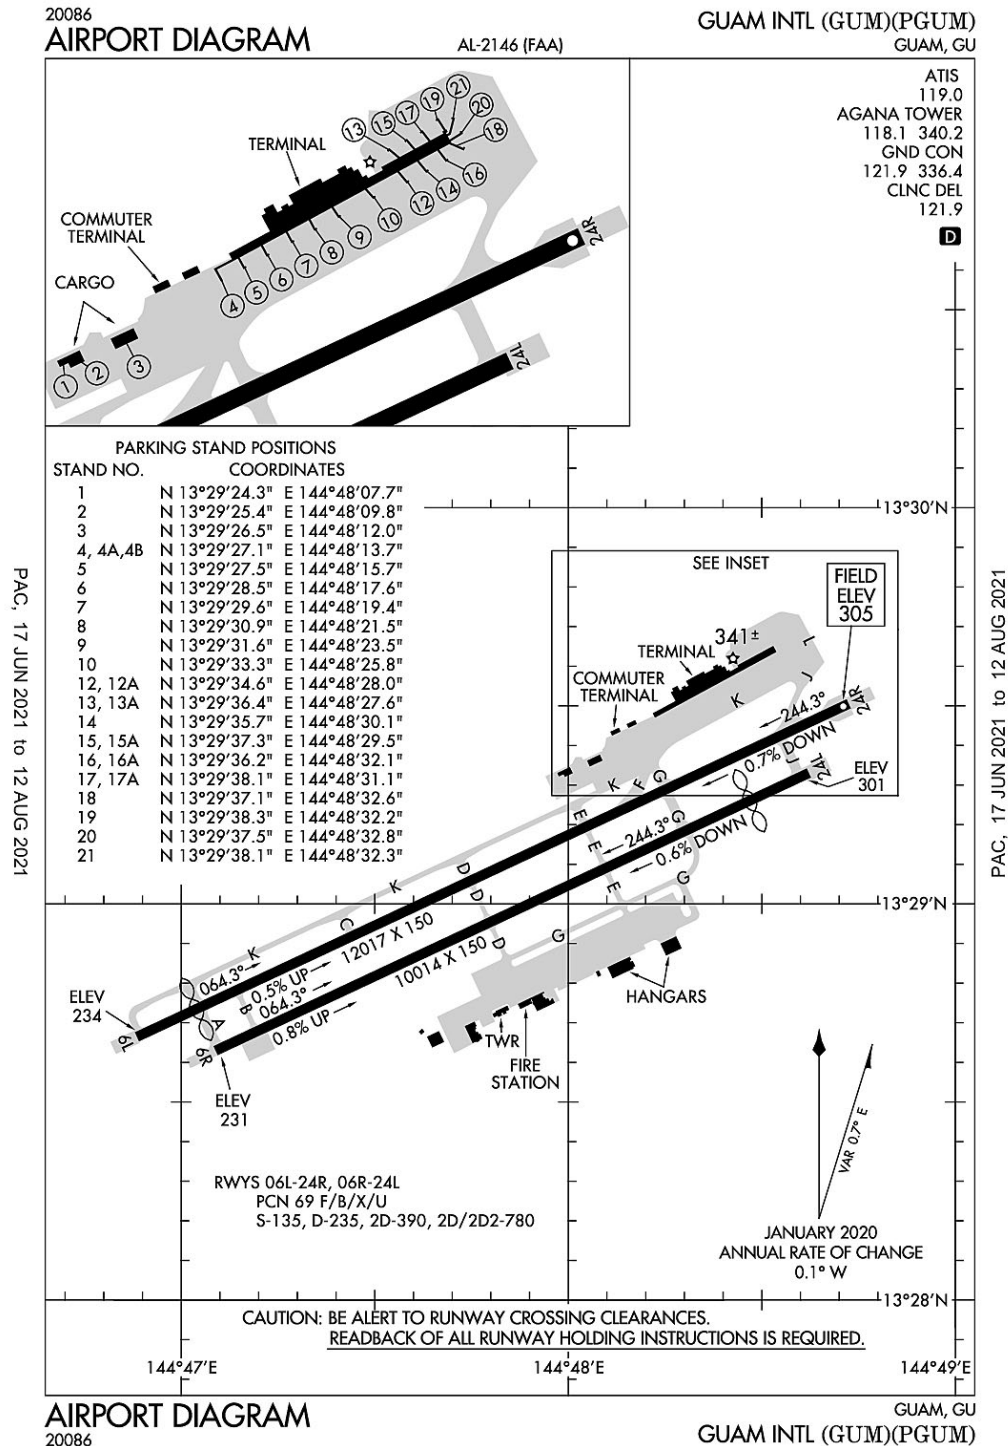 20086
AIRPORT DIAGRAM
AL-2146 (FAA)
GUAM INTL (GUM)(PGUM)
GUAM, GU
ATIS
119.0
AGANA TOWER
118.1 340.2
GND CON
121.9 336.4
CLNC DEL
121.9
D
TERMINAL
COMMUTER
TERMINAL
CARGO
1
2
3
4
5
6
7
8
9
10
12
14
16
18
13
15
17
19
21
20
24R
24L
PARKING STAND POSITIONS
STAND NO. COORDINATES
1 N 13°29'24.3" E 144°48'07.7"
2 N 13°29'25.4" E 144°48'09.8"
3 N 13°29'26.5" E 144°48'12.0"
4, 4A,4B N 13°29'27.1" E 144°48'13.7"
5 N 13°29'27.5" E 144°48'15.7"
6 N 13°29'28.5" E 144°48'17.6"
7 N 13°29'29.6" E 144°48'19.4"
8 N 13°29'30.9" E 144°48'21.5"
9 N 13°29'31.6" E 144°48'23.5"
10 N 13°29'33.3" E 144°48'25.8"
12, 12A N 13°29'34.6" E 144°48'28.0"
13, 13A N 13°29'36.4" E 144°48'27.6"
14 N 13°29'35.7" E 144°48'30.1"
15, 15A N 13°29'37.3" E 144°48'29.5"
16, 16A N 13°29'36.2" E 144°48'32.1"
17, 17A N 13°29'38.1" E 144°48'31.1"
18 N 13°29'37.1" E 144°48'32.6"
19 N 13°29'38.3" E 144°48'32.2"
20 N 13°29'37.5" E 144°48'32.8"
21 N 13°29'38.1" E 144°48'32.3"
13°30'N
SEE INSET
FIELD
ELEV
305
341±
TERMINAL
COMMUTER
TERMINAL
L
J
K
24R
244.3°
0.7% DOWN
J
24L
ELEV
301
K
F
G
E
E
E
G
G
G
244.3°
0.6% DOWN
D
D
D
K
C
K
12017 X 150
10014 X 150
13°29'N
064.3°
0.5% UP
064.3°
0.8% UP
A
B
ELEV
234
6L
6R
ELEV
231
HANGARS
TWR
FIRE
STATION
VAR 0.7° E
JANUARY 2020
ANNUAL RATE OF CHANGE
0.1° W
RWYS 06L-24R, 06R-24L
PCN 69 F/B/X/U
S-135, D-235, 2D-390, 2D/2D2-780
13°28'N
CAUTION: BE ALERT TO RUNWAY CROSSING CLEARANCES.
READBACK OF ALL RUNWAY HOLDING INSTRUCTIONS IS REQUIRED.
144°47'E
144°48'E
144°49'E
PAC, 17 JUN 2021 to 12 AUG 2021
PAC, 17 JUN 2021 to 12 AUG 2021
AIRPORT DIAGRAM
20086
GUAM, GU
GUAM INTL (GUM)(PGUM)